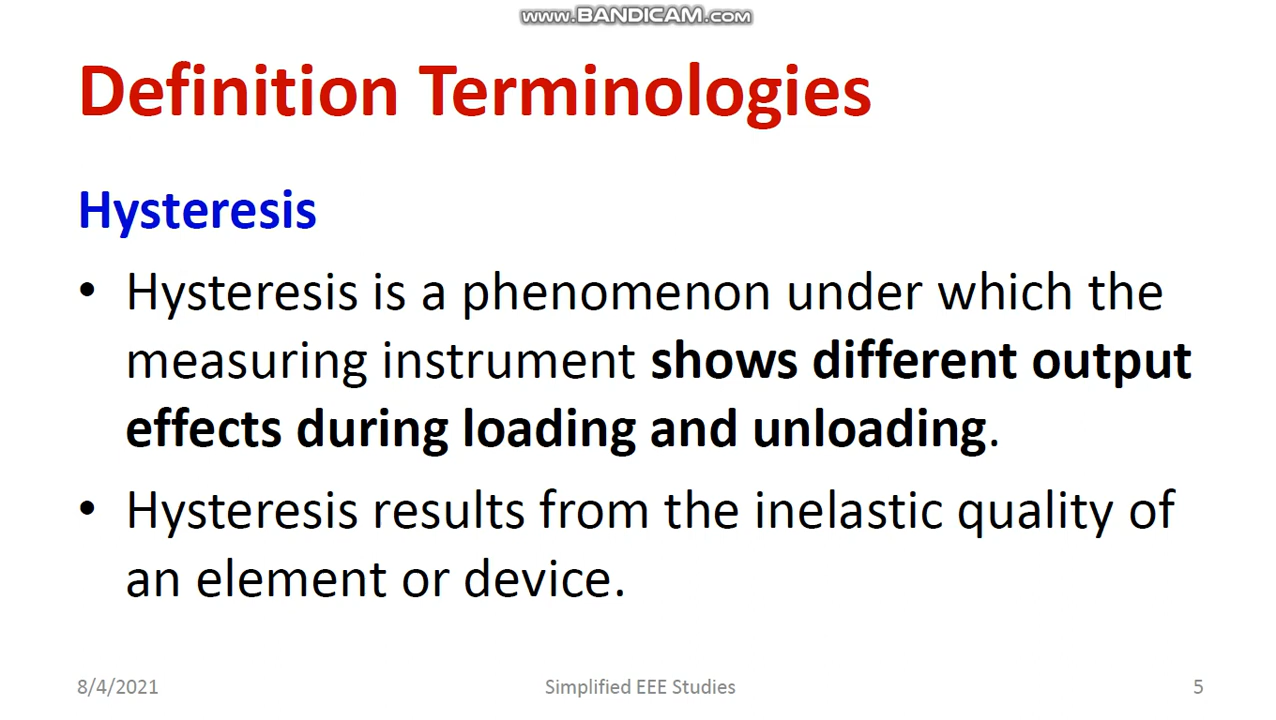 WWW.BANDICAM.COM
Definition Terminologies
Hysteresis
• Hysteresis is a phenomenon under which the
measuring instrument shows different output
effects during loading and unloading.
• Hysteresis results from the inelastic quality of
an element or device.
8/4/2021 Simplified EEE Studies 5